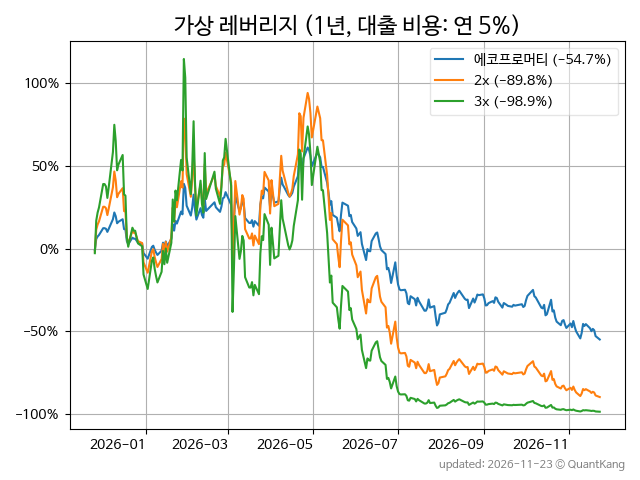 가상 레버리지 (1년, 대출 비용: 연 5%)
에코프로머티 (−54.7%)
2x (−89.8%)
3x (−98.9%)
100%
50%
0%
−50%
−100%
2026-01 2026-03 2026-05 2026-07 2026-09 2026-11
updated: 2026-11-23 © QuantKang